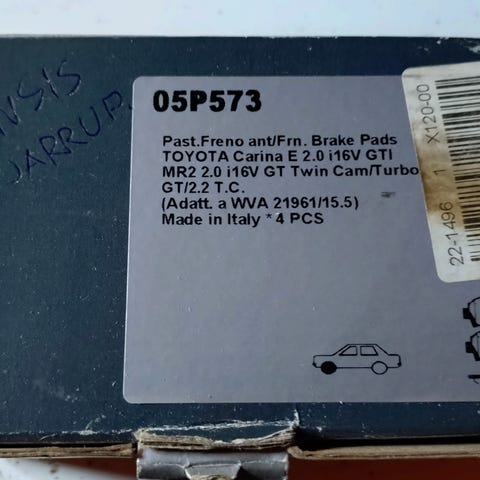 NSIS
JARRUP.
05P573
Past.Freno ant/Frn. Brake Pads
TOYOTA Carina E 2.0 i16V GTI
MR2 2.0 i16V GT Twin Cam/Turbo
GT/2.2 T.C.
(Adatt. a WVA 21961/15.5)
Made in Italy * 4 PCS
22-1496 1 X120-00